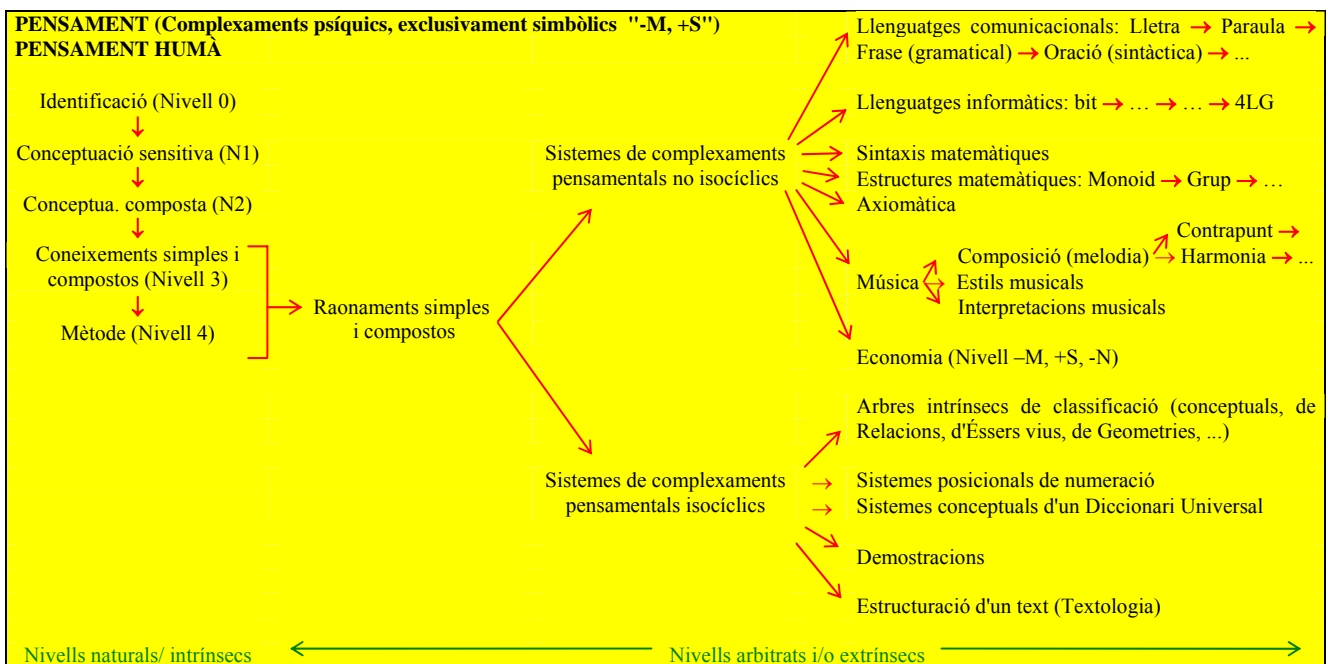 PENSAMENT (Complexaments psíquics, exclusivament simbòlics "-M, +S")
PENSAMENT HUMÀ
Identificació (Nivell 0)
↓
Conceptuació sensitiva (N1)
↓
Conceptua. composta (N2)
↓
Coneixements simples i
compostos (Nivell 3)
↓
Mètode (Nivell 4)
Raonaments simples
i compostos
Sistemes de complexaments
pensamentals no isocíclics
Llenguatges comunicacionals: Lletra → Paraula →
Frase (gramatical) → Oració (sintàctica) → ...
Llenguatges informàtics: bit → … → … → 4LG
Sintaxis matemàtiques
Estructures matemàtiques: Monoid → Grup → …
Axiomàtica
Música
Composició (melodia)
Contrapunt →
Harmonia → ...
Estils musicals
Interpretacions musicals
Economia (Nivell –M, +S, -N)
Sistemes de complexaments
pensamentals isocíclics
Arbres intrínsecs de classificació (conceptuals, de
Relacions, d'Éssers vius, de Geometries, ...)
Sistemes posicionals de numeració
Sistemes conceptuals d'un Diccionari Universal
Demostracions
Estructuració d'un text (Textologia)
Nivells naturals/ intrínsecs
Nivells arbitrats i/o extrínsecs